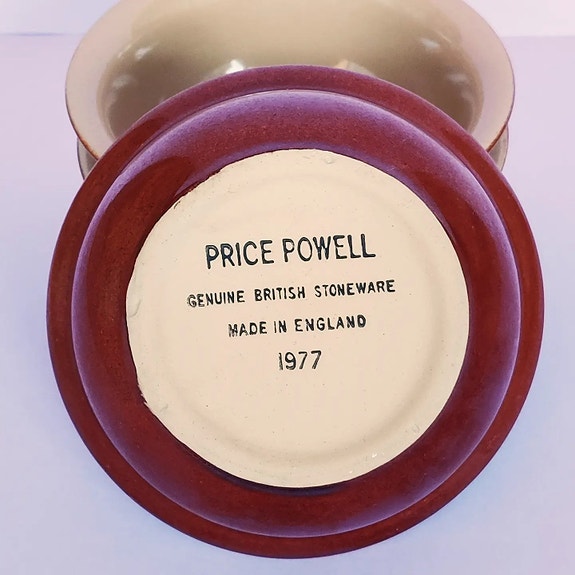 PRICE POWELL
GENUINE BRITISH STONEWARE
MADE IN ENGLAND
1977